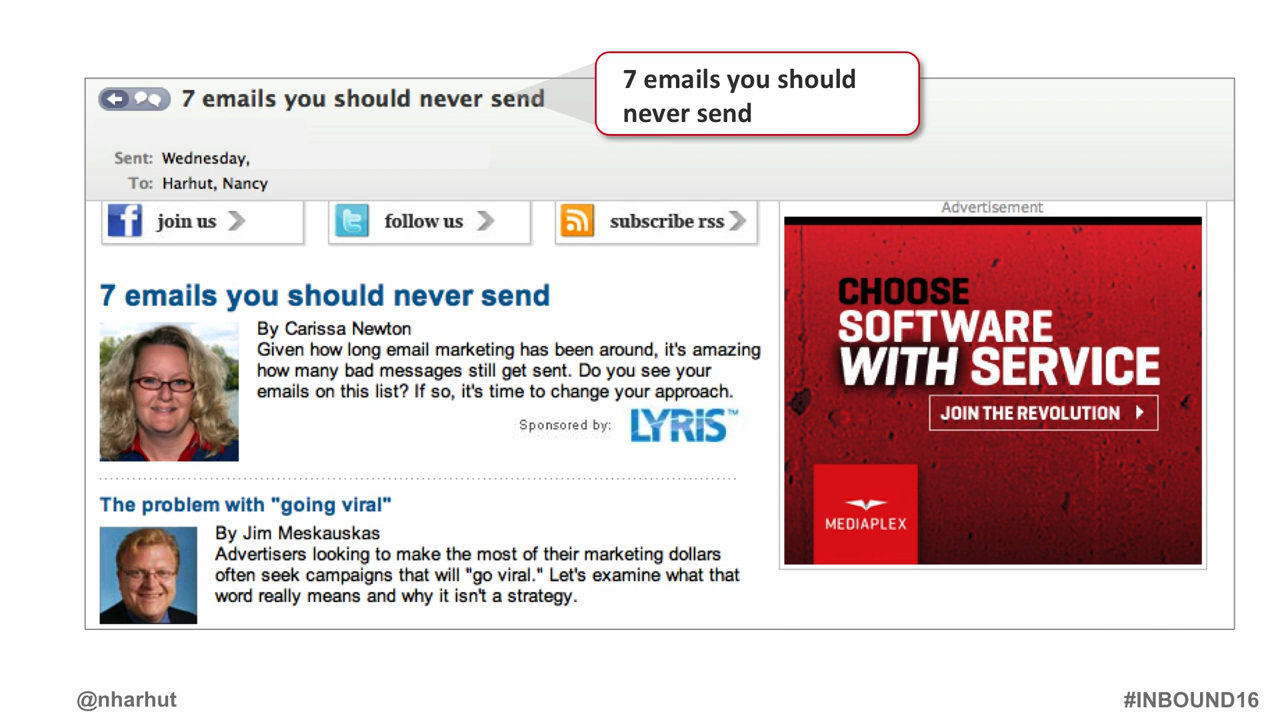 7 emails you should never send
7 emails you should
never send
Sent: Wednesday,
To: Harhut, Nancy
join us
follow us
subscribe rss
Advertisement
7 emails you should never send
By Carissa Newton
Given how long email marketing has been around, it's amazing
how many bad messages still get sent. Do you see your
emails on this list? If so, it's time to change your approach.
Sponsored by: LYRIS™
The problem with "going viral"
By Jim Meskauskas
Advertisers looking to make the most of their marketing dollars
often seek campaigns that will "go viral." Let's examine what that
word really means and why it isn't a strategy.
CHOOSE
SOFTWARE
WITH SERVICE
JOIN THE REVOLUTION
MEDIAPLEX
@nharhut
#INBOUND16